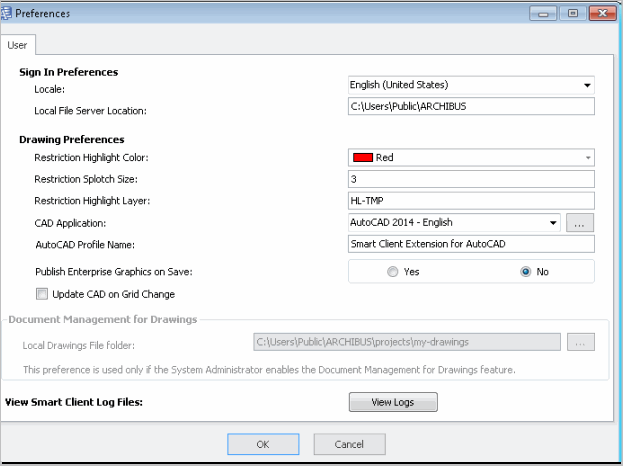 Preferences
User
Sign In Preferences
Locale: English (United States)
Local File Server Location: C:\Users\Public\ARCHIBUS
Drawing Preferences
Restriction Highlight Color: Red
Restriction Splotch Size: 3
Restriction Highlight Layer: HL-TMP
CAD Application: AutoCAD 2014 - English ...
AutoCAD Profile Name: Smart Client Extension for AutoCAD
Publish Enterprise Graphics on Save: Yes No
Update CAD on Grid Change
Document Management for Drawings
Local Drawings File folder: C:\Users\Public\ARCHIBUS\projects\my-drawings ...
This preference is used only if the System Administrator enables the Document Management for Drawings feature.
View Smart Client Log Files: View Logs
OK Cancel